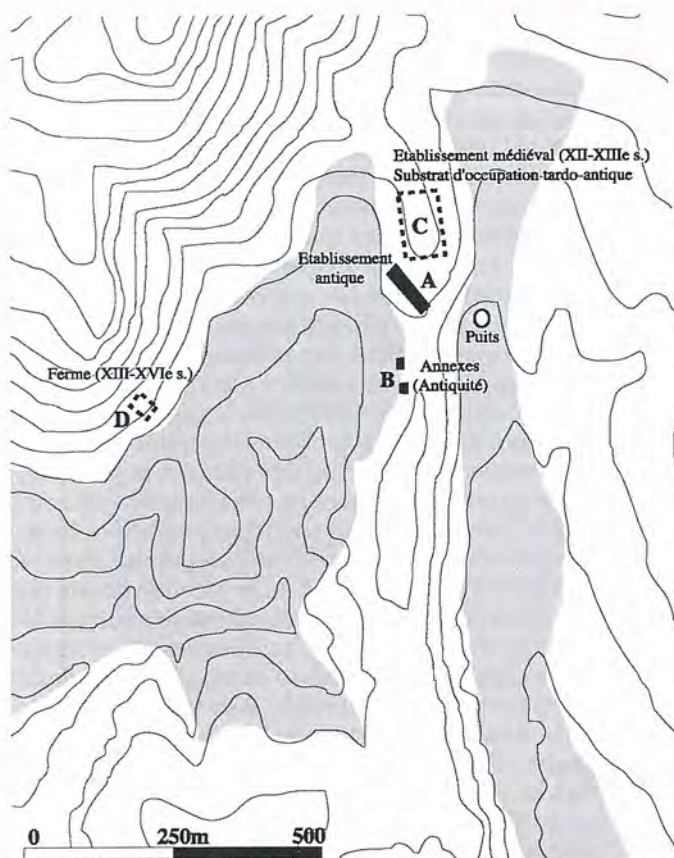 Etablissement médiéval (XII-XIIIe s.)
Substrat d'occupation tardo-antique
C
Etablissement
antique
A
Puits
Ferme (XIII-XVIe s.)
D
B
Annexes
(Antiquité)
0 250m 500